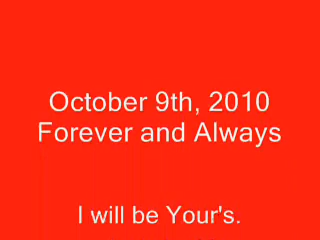 October 9th, 2010
Forever and Always
I will be Your's.